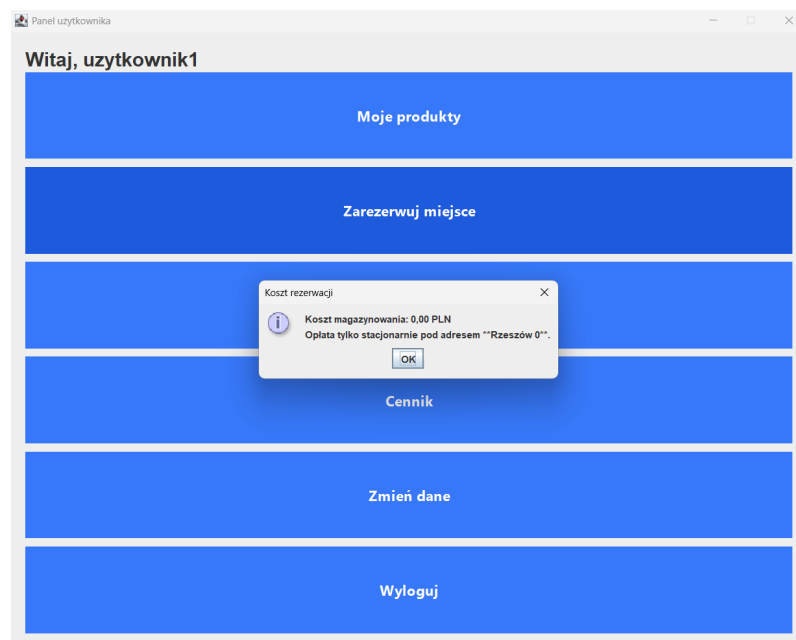 Panel użytkownika
Witaj, uzytkownik1
Moje produkty
Zarezerwuj miejsce
Koszt rezerwacji
Koszt magazynowania: 0,00 PLN
Opłata tylko stacjonarnie pod adresem **Rzeszów 0**.
OK
Cennik
Zmień dane
Wyloguj